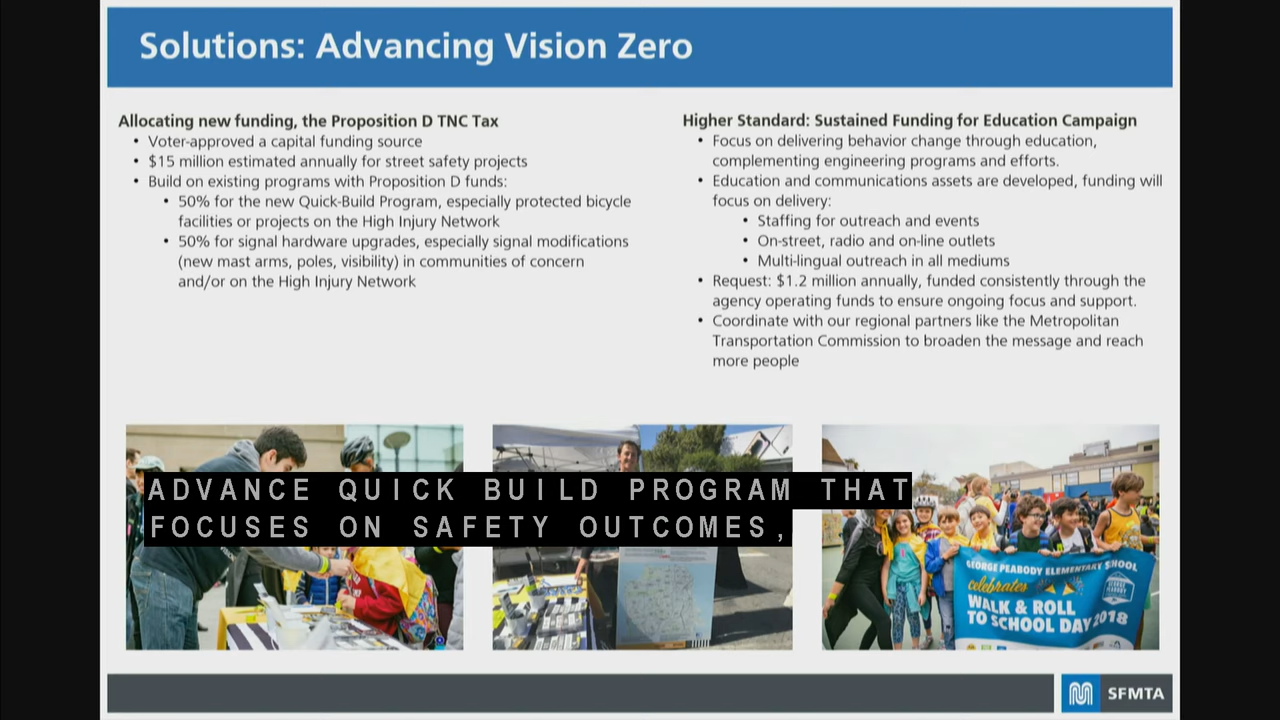 Solutions: Advancing Vision Zero
Allocating new funding, the Proposition D TNC Tax
• Voter-approved a capital funding source
• $15 million estimated annually for street safety projects
• Build on existing programs with Proposition D funds:
• 50% for the new Quick-Build Program, especially protected bicycle
facilities or projects on the High Injury Network
• 50% for signal hardware upgrades, especially signal modifications
(new mast arms, poles, visibility) in communities of concern
and/or on the High Injury Network
Higher Standard: Sustained Funding for Education Campaign
• Focus on delivering behavior change through education,
complementing engineering programs and efforts.
• Education and communications assets are developed, funding will
focus on delivery:
• Staffing for outreach and events
• On-street, radio and on-line outlets
• Multi-lingual outreach in all mediums
• Request: $1.2 million annually, funded consistently through the
agency operating funds to ensure ongoing focus and support.
• Coordinate with our regional partners like the Metropolitan
Transportation Commission to broaden the message and reach
more people
ADVANCE QUICK BUILD PROGRAM THAT
FOCUSES ON SAFETY OUTCOMES,
GEORGE PEABODY ELEMENTARY SCHOOL
celebrates
WALK & ROLL
TO SCHOOL DAY 2018
SFMTA